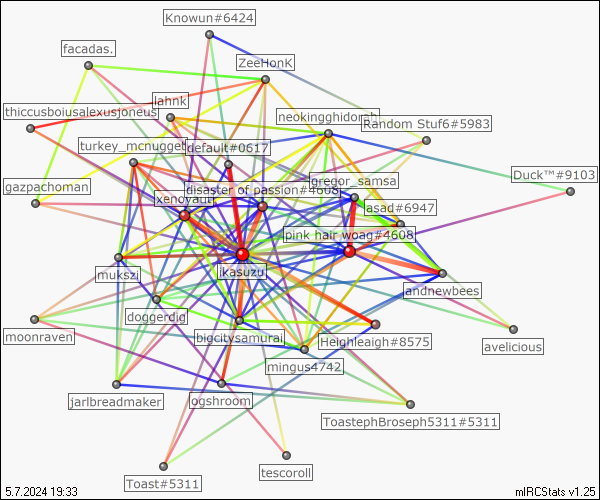 Knowun#6424
facadas.
ZeeHonK
lahnk
thiccusboiusalexusjoneus
neokingghidorah
Random Stuf6#5983
turkey_mcnugget
default#0617
Duck™#9103
gregor_samsa
gazpachoman
disaster of passion#4608
xenoyaut
asad#6947
pink hair woag#4608
mukszi
ikasuzu
andnewbees
doggerdig
moonraven
bigcitysamurai
Heighleaigh#8575
avelicious
mingus4742
jarlbreadmaker
ogshroom
ToastephBroseph5311#5311
tescoroll
Toast#5311
5.7.2024 19:33
mIRCStats v1.25